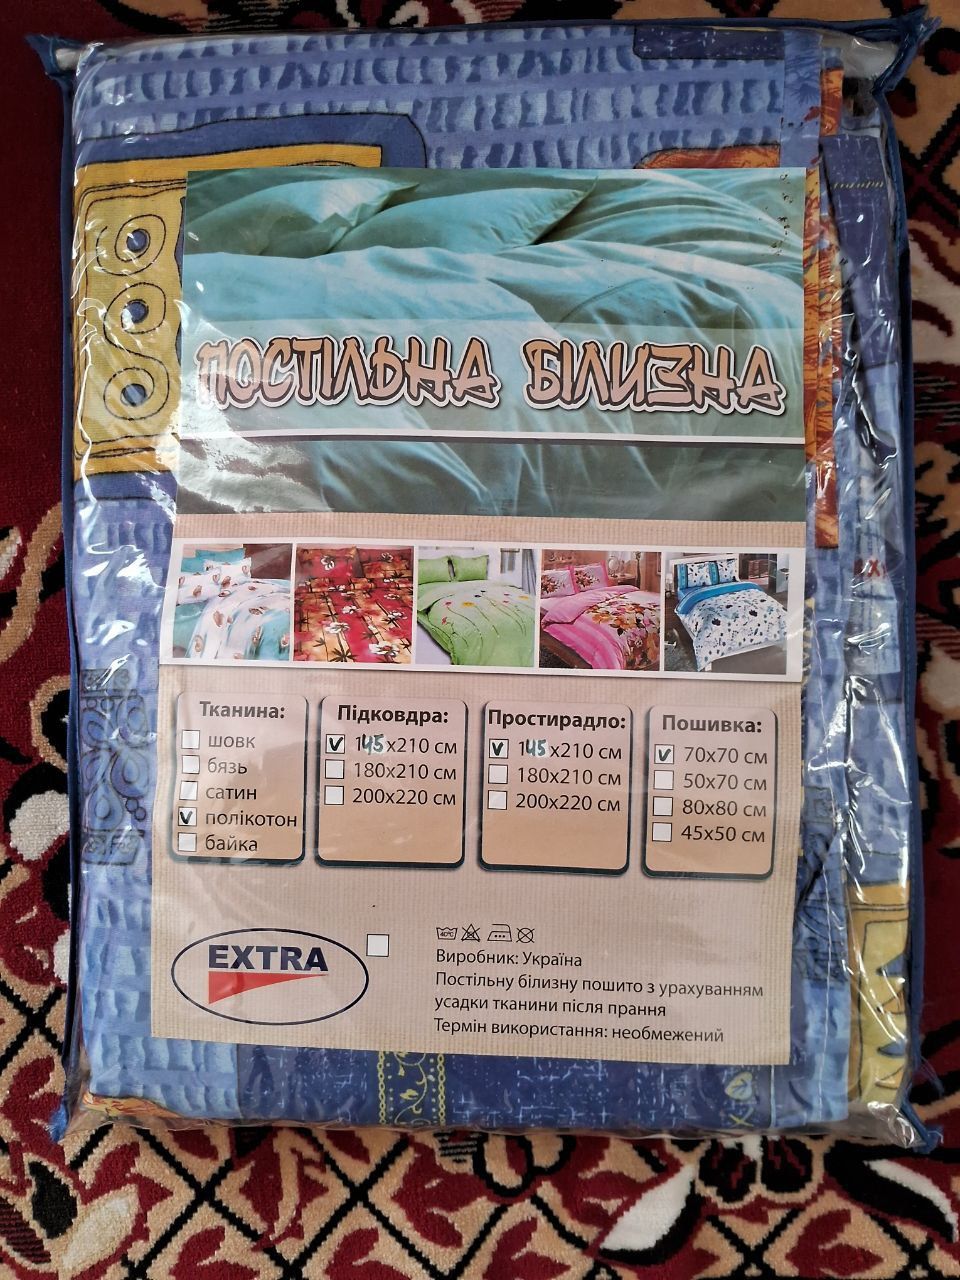 ПОСТІЛЬНА БІЛИЗНА
Тканина:
шовк
бязь
сатин
полікотон
байка
Підковдра:
145x210 см
180x210 см
200x220 см
Простирадло:
145x210 см
180x210 см
200x220 см
Пошивка:
70x70 см
50x70 см
80x80 см
45x50 см
EXTRA
Виробник: Україна
Постільну білизну пошито з урахуванням
усадки тканини після прання
Термін використання: необмежений